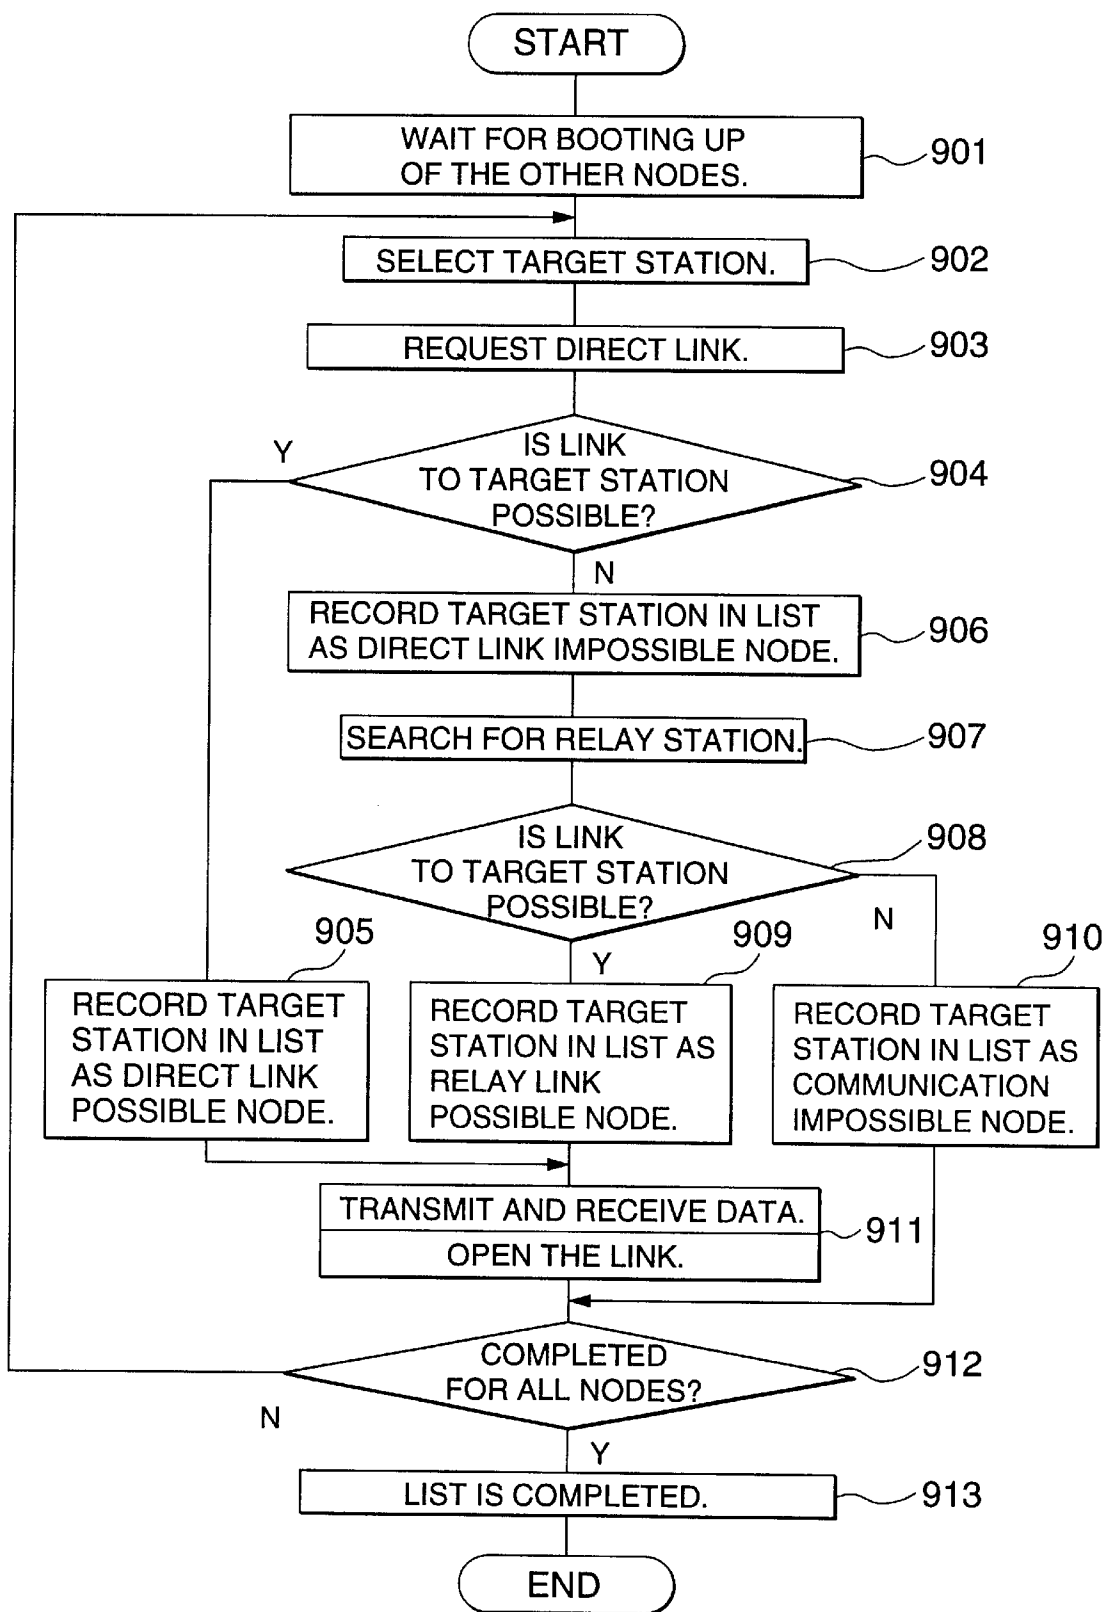 START
WAIT FOR BOOTING UP
OF THE OTHER NODES.
901
SELECT TARGET STATION.
902
REQUEST DIRECT LINK.
903
IS LINK
TO TARGET STATION
POSSIBLE?
904
Y
N
RECORD TARGET STATION IN LIST
AS DIRECT LINK IMPOSSIBLE NODE.
906
SEARCH FOR RELAY STATION.
907
IS LINK
TO TARGET STATION
POSSIBLE?
908
N
Y
905
RECORD TARGET
STATION IN LIST
AS DIRECT LINK
POSSIBLE NODE.
909
RECORD TARGET
STATION IN LIST AS
RELAY LINK
POSSIBLE NODE.
910
RECORD TARGET
STATION IN LIST AS
COMMUNICATION
IMPOSSIBLE NODE.
TRANSMIT AND RECEIVE DATA.
OPEN THE LINK.
911
COMPLETED
FOR ALL NODES?
912
N
Y
LIST IS COMPLETED.
913
END